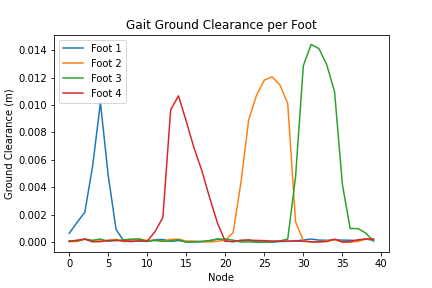 Gait Ground Clearance per Foot
Foot 1
Foot 2
Foot 3
Foot 4
Ground Clearance (m)
0.014
0.012
0.010
0.008
0.006
0.004
0.002
0.000
0 5 10 15 20 25 30 35 40
Node